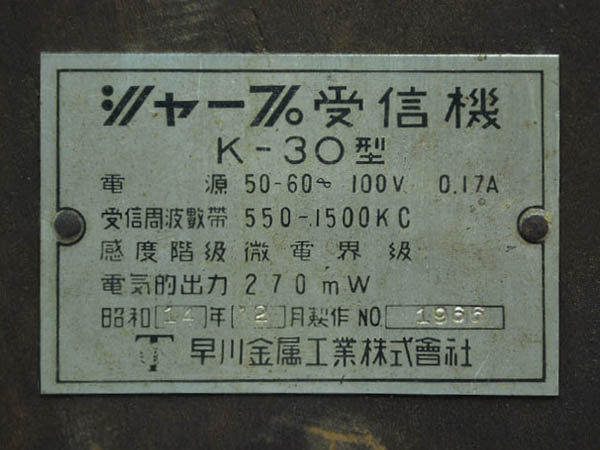 シャープ受信機
K-30型
電源 50-60～ 100V 0.17A
受信周波數帶 550-1500KC
感度階級 微電界級
電気的出力 270mW
昭和14年2月製作 NO. 1966
早川金属工業株式會社